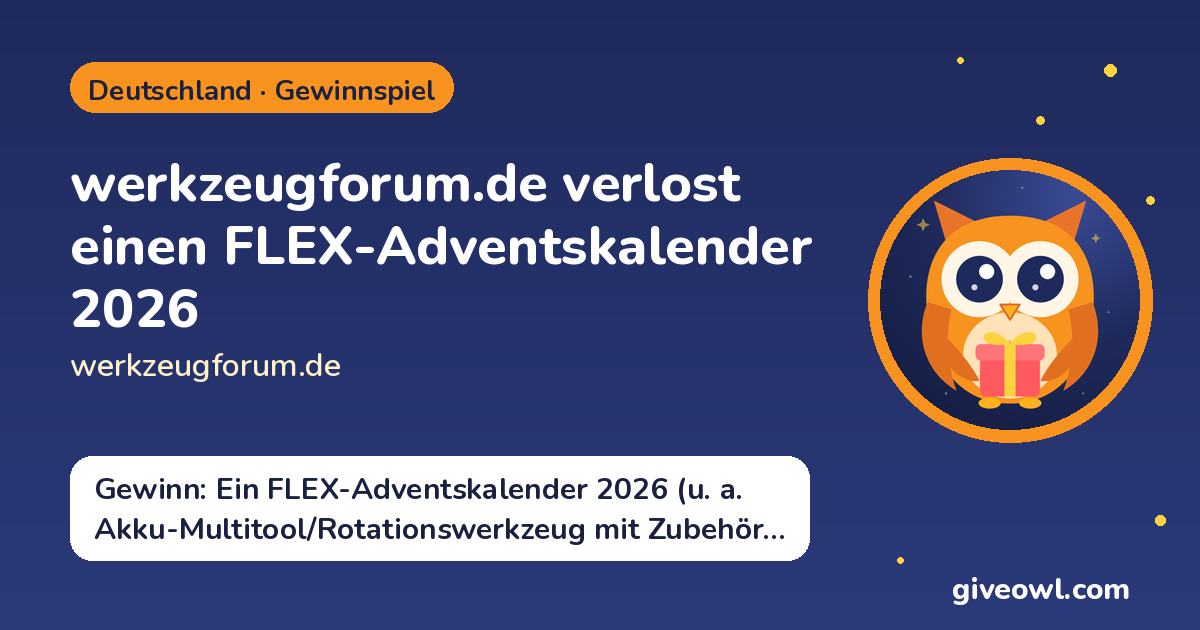 Deutschland · Gewinnspiel
werkzeugforum.de verlost
einen FLEX-Adventskalender
2026
werkzeugforum.de
Gewinn: Ein FLEX-Adventskalender 2026 (u. a.
Akku-Multitool/Rotationswerkzeug mit Zubehör…
giveowl.com